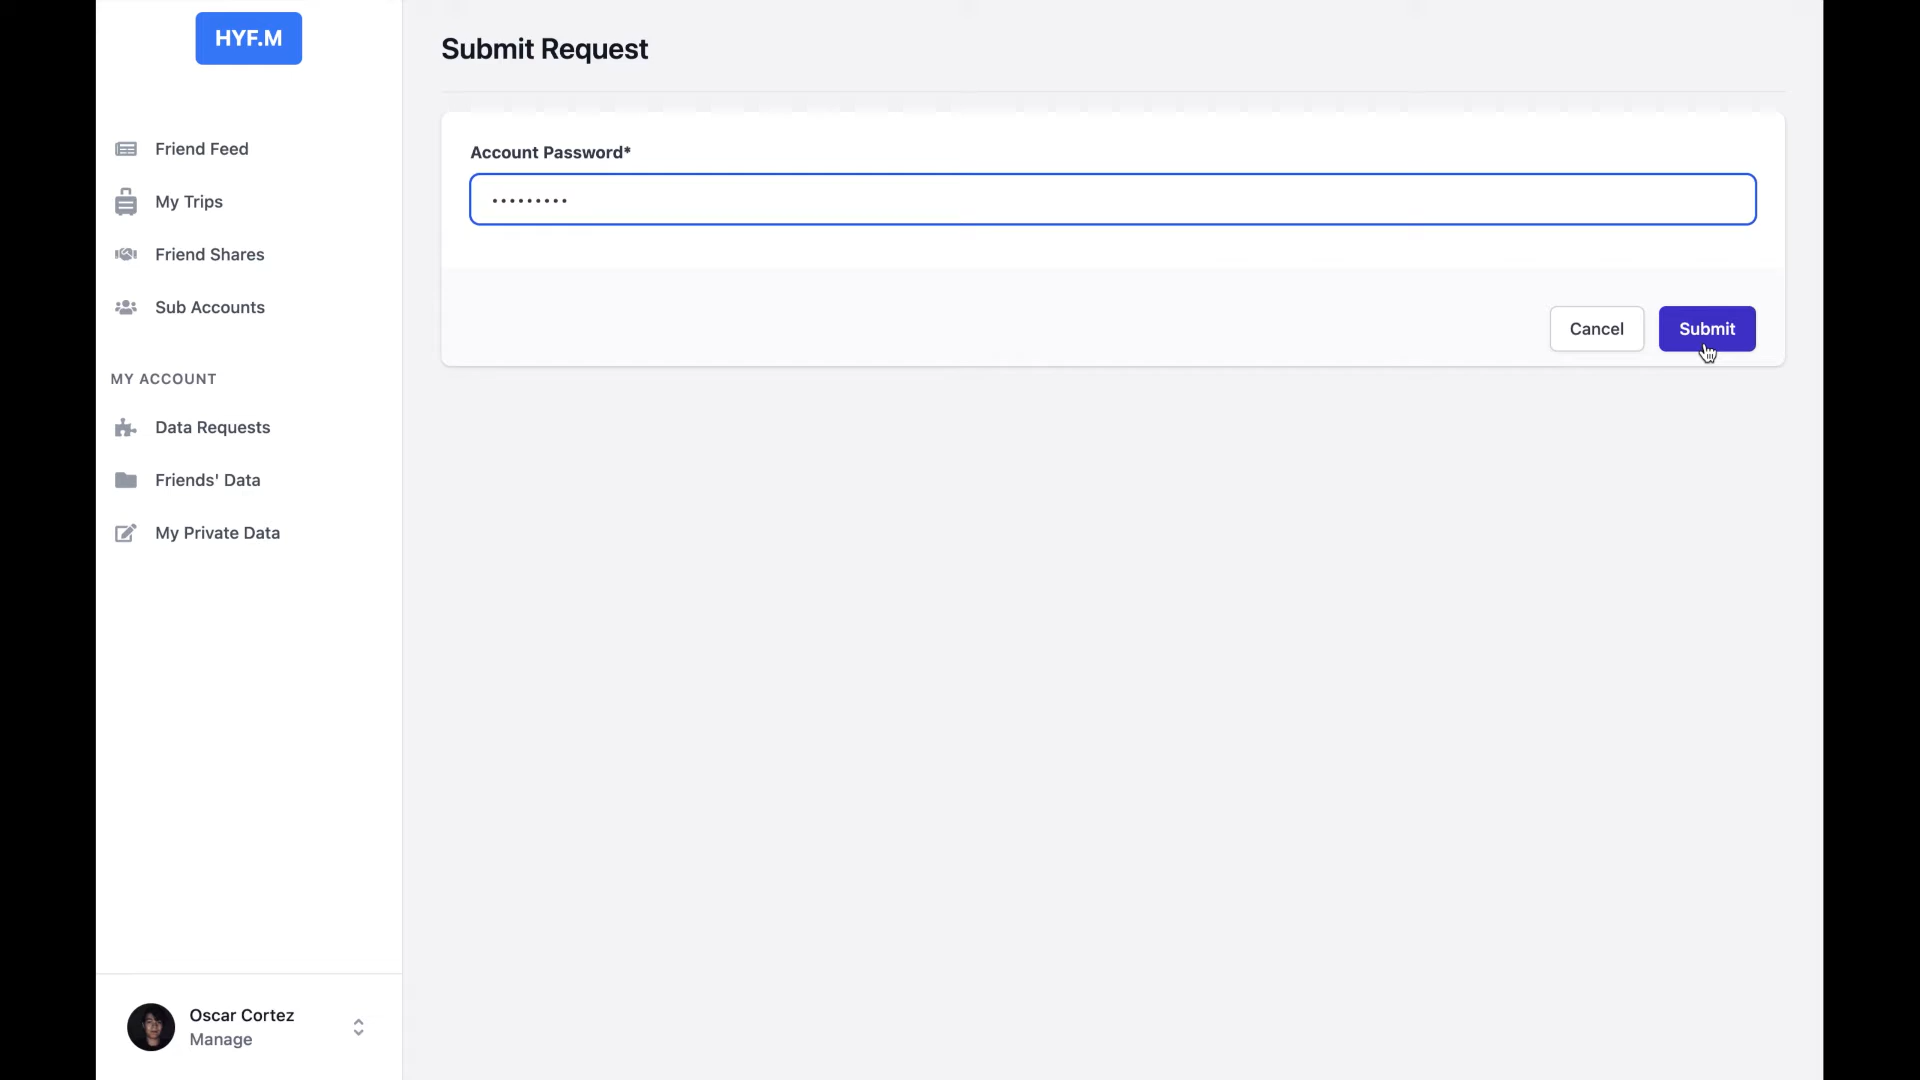 HYF.M
Submit Request
Friend Feed
My Trips
Friend Shares
Sub Accounts
MY ACCOUNT
Data Requests
Friends' Data
My Private Data
Account Password*
•••••••••
Cancel
Submit
Oscar Cortez
Manage